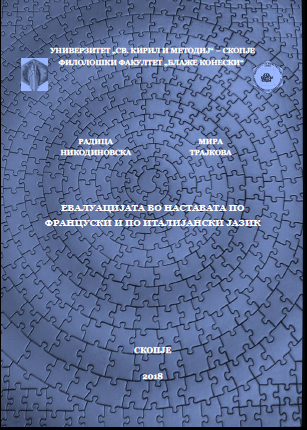 УНИВЕРЗИТЕТ „СВ. КИРИЛ И МЕТОДИЈ“ – СКОПЈЕ
ФИЛОЛОШКИ ФАКУЛТЕТ „БЛАЖЕ КОНЕСКИ“
РАДИЦА НИКОДИНОВСКА
МИРА ТРАЈКОВА
ЕВАЛУАЦИЈАТА ВО НАСТАВАТА ПО
ФРАНЦУСКИ И ПО ИТАЛИЈАНСКИ ЈАЗИК
СКОПЈЕ
2018